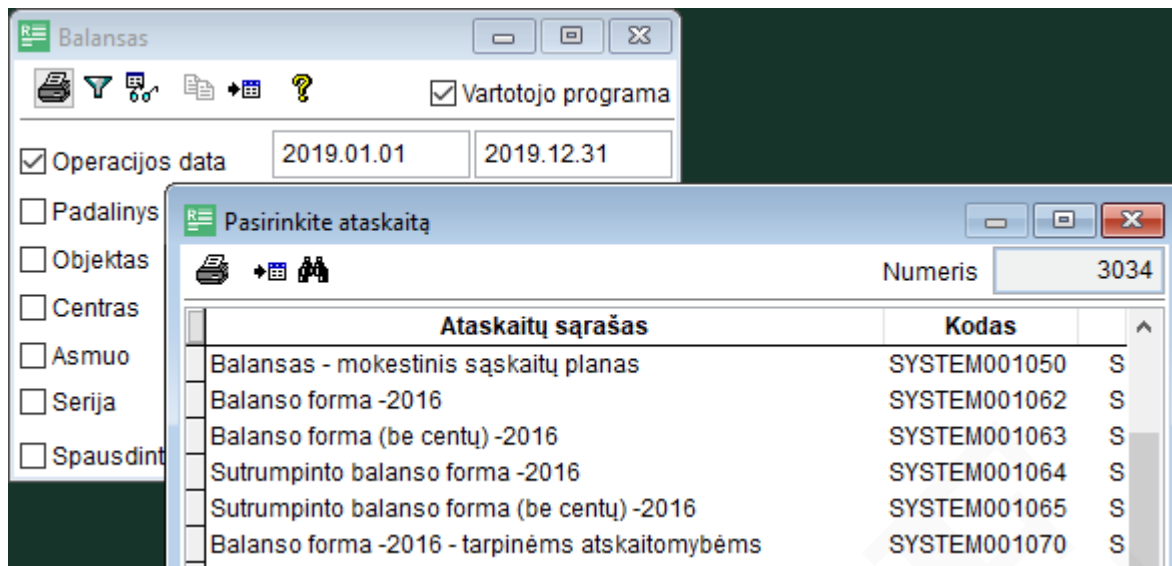 Balansas
Vartotojo programa
Operacijos data 2019.01.01 2019.12.31
Padalinys
Objektas
Centras
Asmuo
Serija
Spausdint
Pasirinkite ataskaitą
Numeris 3034
Ataskaitų sąrašas Kodas
Balansas - mokestinis sąskaitų planas SYSTEM001050 S
Balanso forma -2016 SYSTEM001062 S
Balanso forma (be centų) -2016 SYSTEM001063 S
Sutrumpinto balanso forma -2016 SYSTEM001064 S
Sutrumpinto balanso forma (be centų) -2016 SYSTEM001065 S
Balanso forma -2016 - tarpinėms atskaitomybėms SYSTEM001070 S